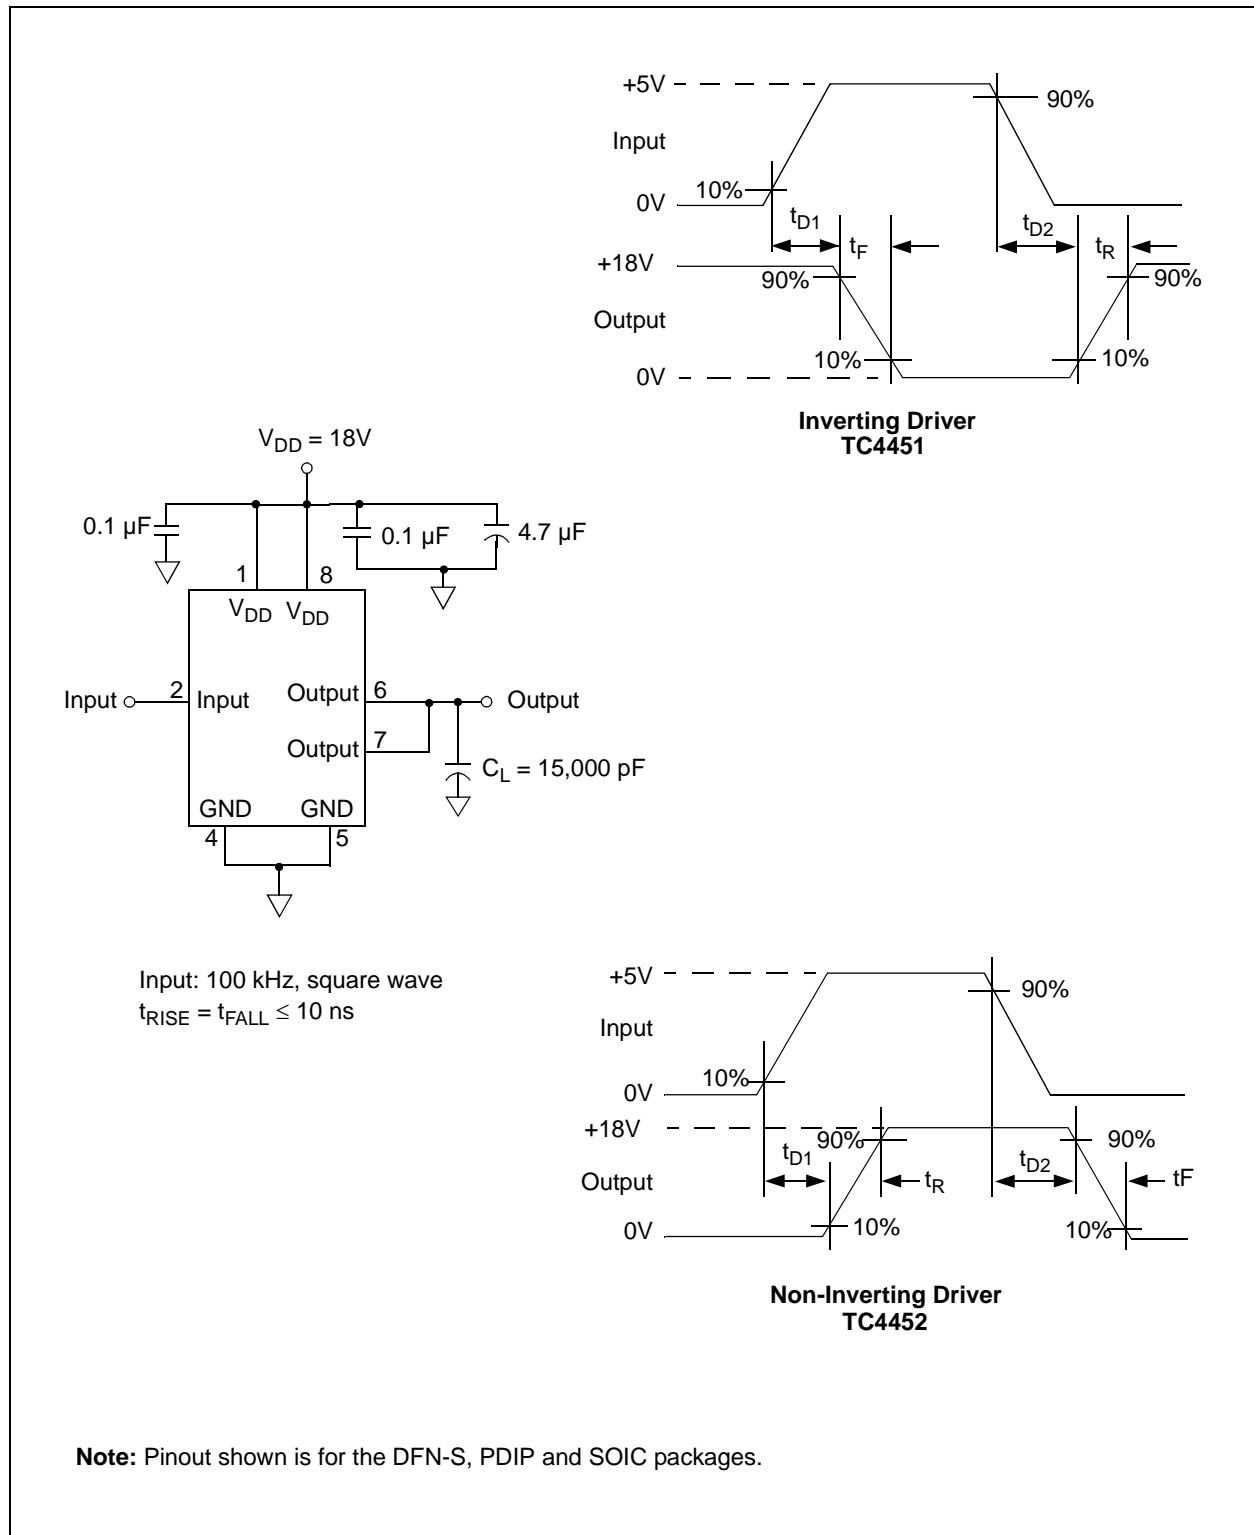 +5V
90%
Input
10%
0V
tD1
tD2
tF
tR
+18V
90%
90%
Output
10%
10%
0V
Inverting Driver
TC4451
VDD = 18V
0.1 µF
0.1 µF
4.7 µF
1
8
VDD
VDD
Input
2
Input
Output
6
Output
Output
7
CL = 15,000 pF
GND
GND
4
5
Input: 100 kHz, square wave
tRISE = tFALL ≤ 10 ns
+5V
90%
Input
10%
0V
+18V
90%
90%
tD1
tD2
Output
tR
tF
0V
10%
10%
Non-Inverting Driver
TC4452
Note: Pinout shown is for the DFN-S, PDIP and SOIC packages.